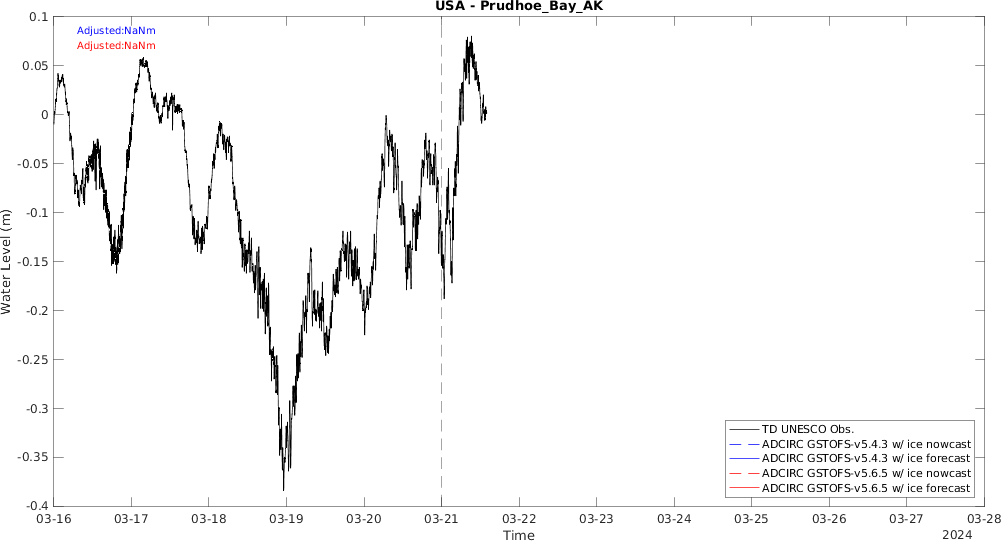 USA - Prudhoe_Bay_AK
Adjusted:NaNm
Adjusted:NaNm
0.1
0.05
0
-0.05
-0.1
-0.15
-0.2
-0.25
-0.3
-0.35
-0.4
Water Level (m)
TD UNESCO Obs.
ADCIRC GSTOFS-v5.4.3 w/ ice nowcast
ADCIRC GSTOFS-v5.4.3 w/ ice forecast
ADCIRC GSTOFS-v5.6.5 w/ ice nowcast
ADCIRC GSTOFS-v5.6.5 w/ ice forecast
03-16 03-17 03-18 03-19 03-20 03-21 03-22 03-23 03-24 03-25 03-26 03-27 03-28
Time
2024